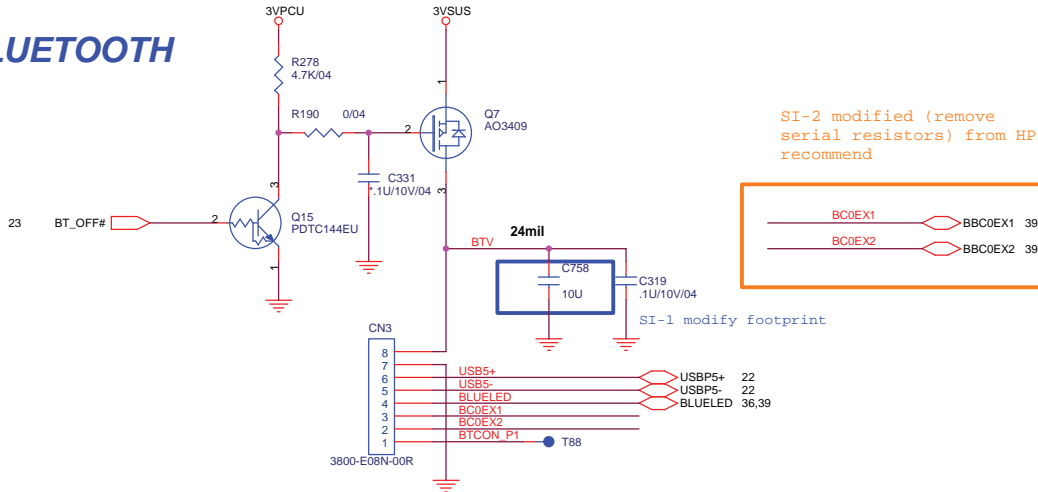 3VPCU
3VSUS
LUETOOTH
R278
4.7K/04
R190 0/04
1
2
Q7
AO3409
3
C331
*.1U/10V/04
SI-2 modified (remove
serial resistors) from HP
recommend
3
23 BT_OFF# 2
Q15
PDTC144EU
1
BC0EX1 BBC0EX1 39
BC0EX2 BBC0EX2 39
BTV 24mil
C758
10U
C319
.1U/10V/04
SI-1 modify footprint
CN3
8
7
6 USB5+ USBP5+ 22
5 USB5- USBP5- 22
4 BLUELED BLUELED 36,39
3 BC0EX1
2 BC0EX2
1 BTCON_P1 T88
3800-E08N-00R